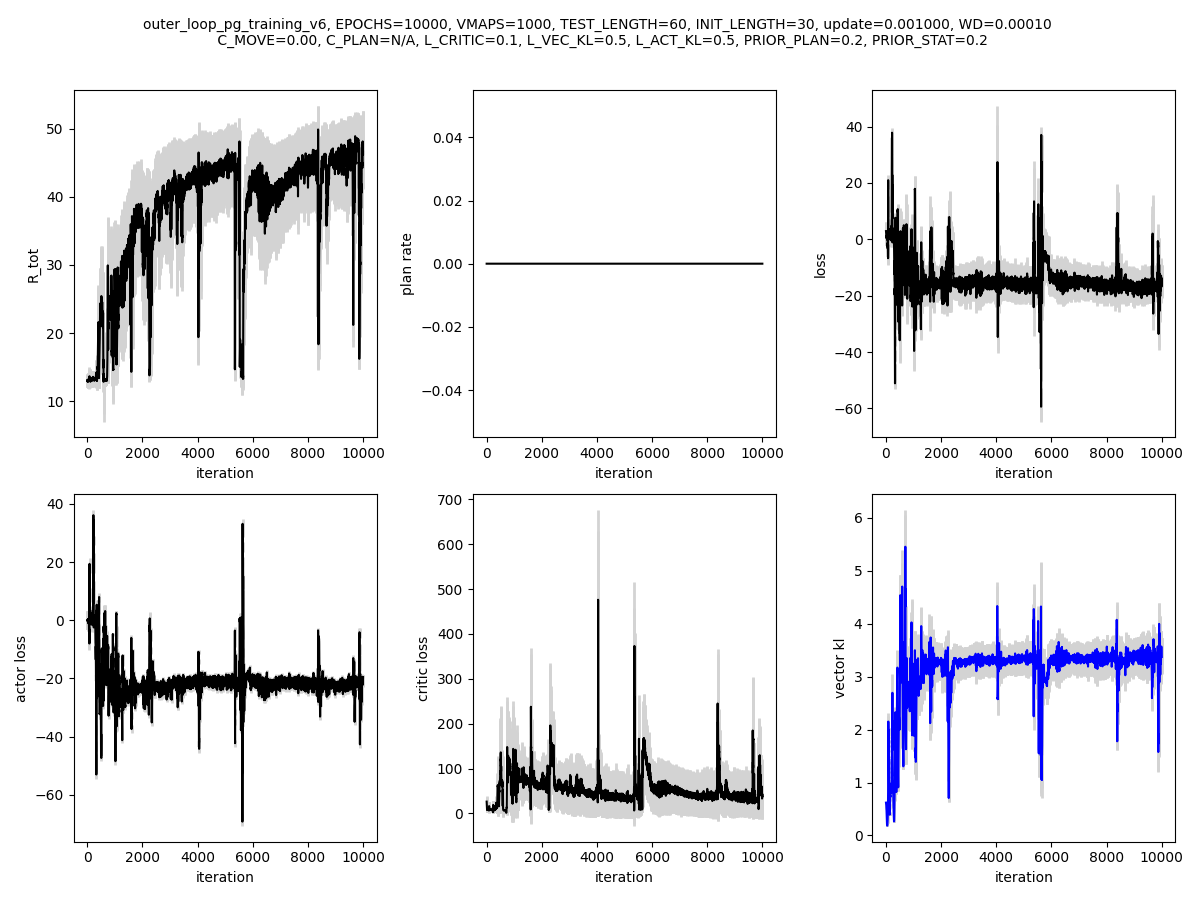 outer_loop_pg_training_v6, EPOCHS=10000, VMAPS=1000, TEST_LENGTH=60, INIT_LENGTH=30, update=0.001000, WD=0.00010
C_MOVE=0.00, C_PLAN=N/A, L_CRITIC=0.1, L_VEC_KL=0.5, L_ACT_KL=0.5, PRIOR_PLAN=0.2, PRIOR_STAT=0.2
R_tot
50
40
30
20
10
0 2000 4000 6000 8000 10000
iteration
plan rate
0.04
0.02
0.00
−0.02
−0.04
0 2000 4000 6000 8000 10000
iteration
loss
40
20
0
−20
−40
−60
0 2000 4000 6000 8000 10000
iteration
actor loss
40
20
0
−20
−40
−60
0 2000 4000 6000 8000 10000
iteration
critic loss
700
600
500
400
300
200
100
0
0 2000 4000 6000 8000 10000
iteration
vector kl
6
5
4
3
2
1
0
0 2000 4000 6000 8000 10000
iteration